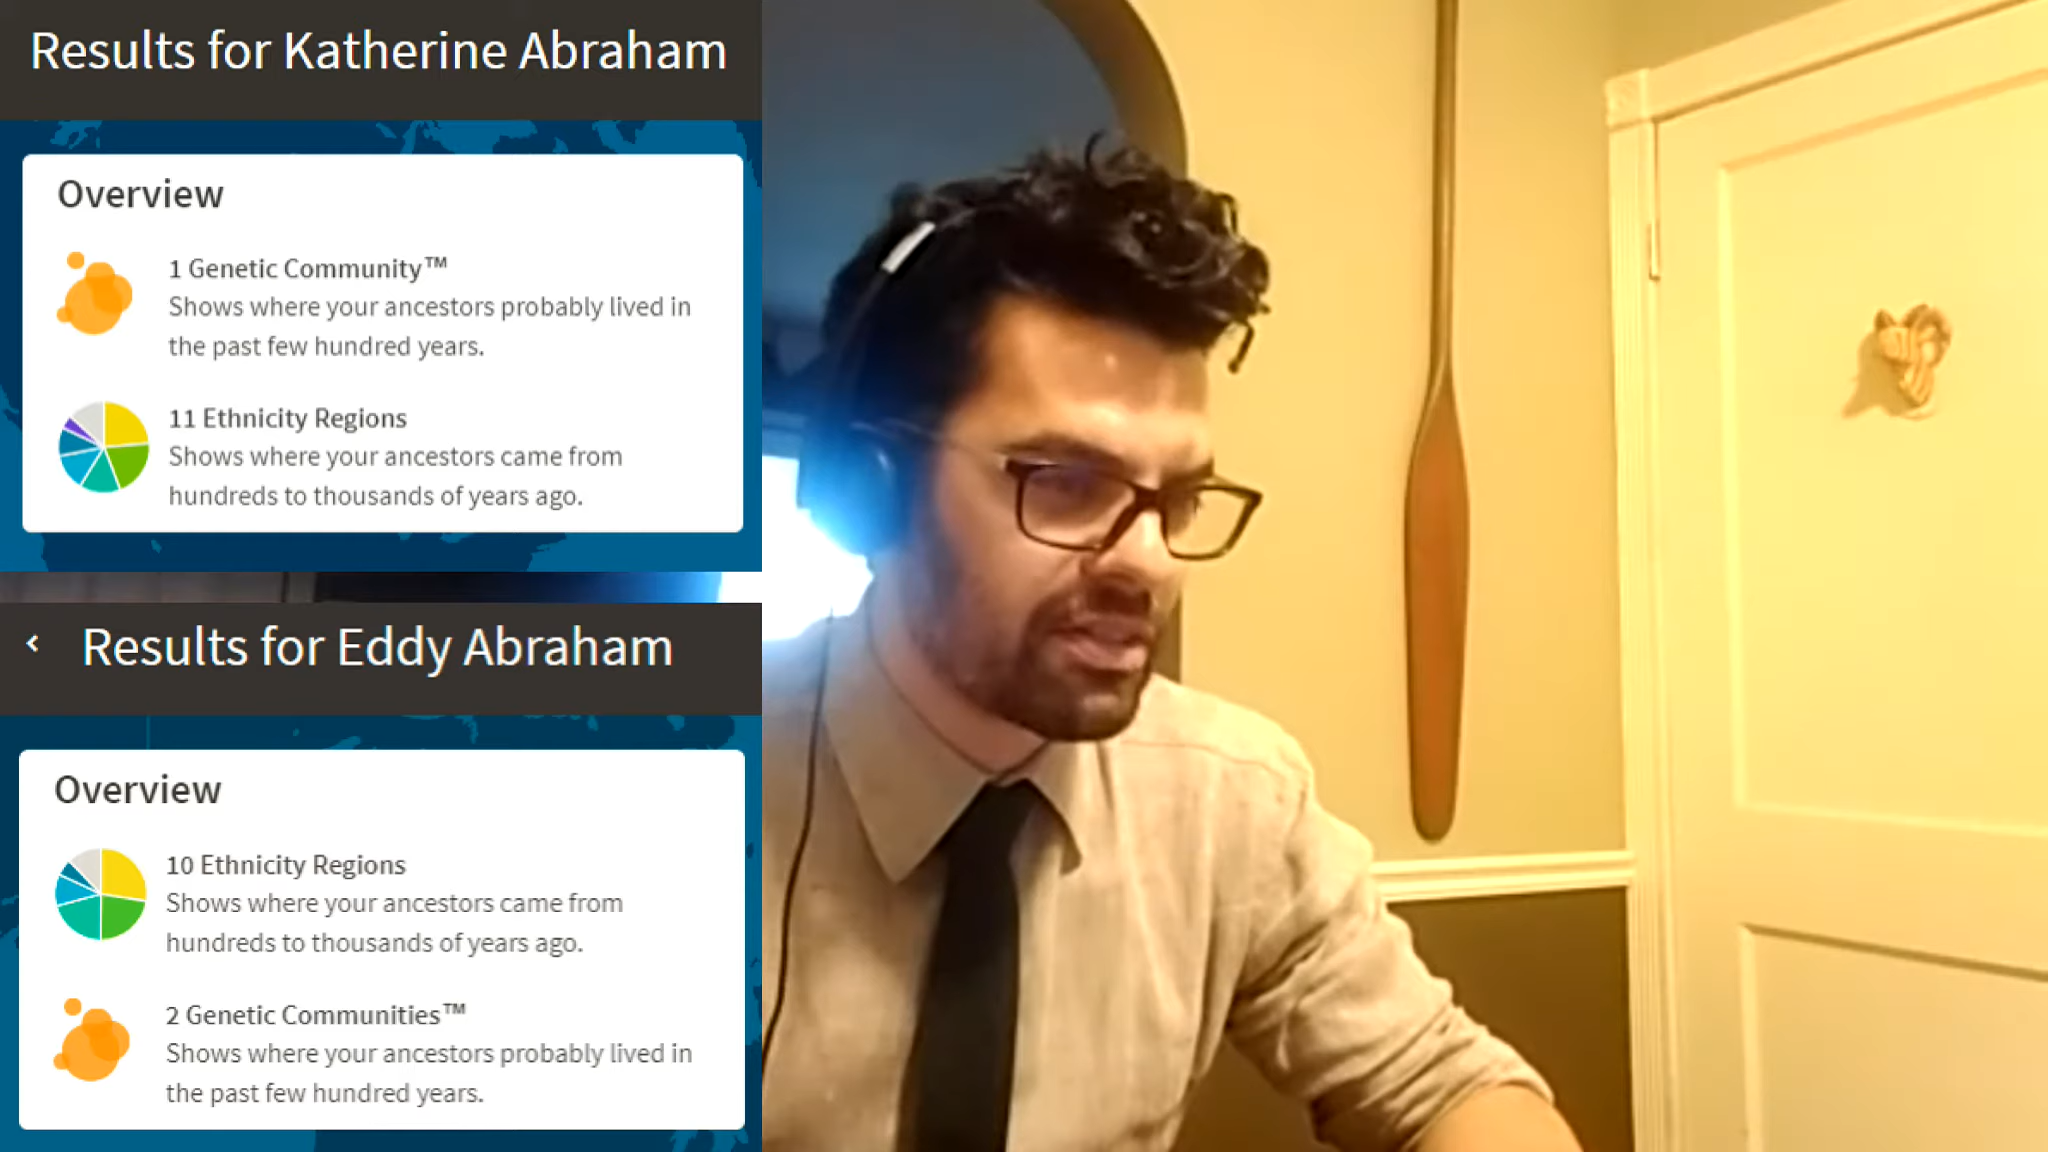 Results for Katherine Abraham
Overview
1 Genetic Community™
Shows where your ancestors probably lived in
the past few hundred years.
11 Ethnicity Regions
Shows where your ancestors came from
hundreds to thousands of years ago.
< Results for Eddy Abraham
Overview
10 Ethnicity Regions
Shows where your ancestors came from
hundreds to thousands of years ago.
2 Genetic Communities™
Shows where your ancestors probably lived in
the past few hundred years.